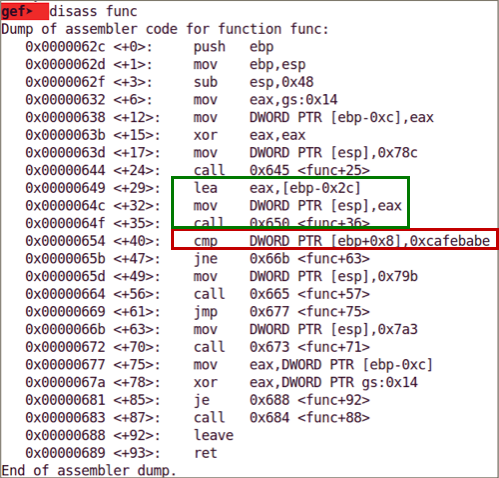 gef➤ disass func
Dump of assembler code for function func:
0x0000062c <+0>: push ebp
0x0000062d <+1>: mov ebp,esp
0x0000062f <+3>: sub esp,0x48
0x00000632 <+6>: mov eax,gs:0x14
0x00000638 <+12>: mov DWORD PTR [ebp-0xc],eax
0x0000063b <+15>: xor eax,eax
0x0000063d <+17>: mov DWORD PTR [esp],0x78c
0x00000644 <+24>: call 0x645 <func+25>
0x00000649 <+29>: lea eax,[ebp-0x2c]
0x0000064c <+32>: mov DWORD PTR [esp],eax
0x0000064f <+35>: call 0x650 <func+36>
0x00000654 <+40>: cmp DWORD PTR [ebp+0x8],0xcafebabe
0x0000065b <+47>: jne 0x66b <func+63>
0x0000065d <+49>: mov DWORD PTR [esp],0x79b
0x00000664 <+56>: call 0x665 <func+57>
0x00000669 <+61>: jmp 0x677 <func+75>
0x0000066b <+63>: mov DWORD PTR [esp],0x7a3
0x00000672 <+70>: call 0x673 <func+71>
0x00000677 <+75>: mov eax,DWORD PTR [ebp-0xc]
0x0000067a <+78>: xor eax,DWORD PTR gs:0x14
0x00000681 <+85>: je 0x688 <func+92>
0x00000683 <+87>: call 0x684 <func+88>
0x00000688 <+92>: leave
0x00000689 <+93>: ret
End of assembler dump.